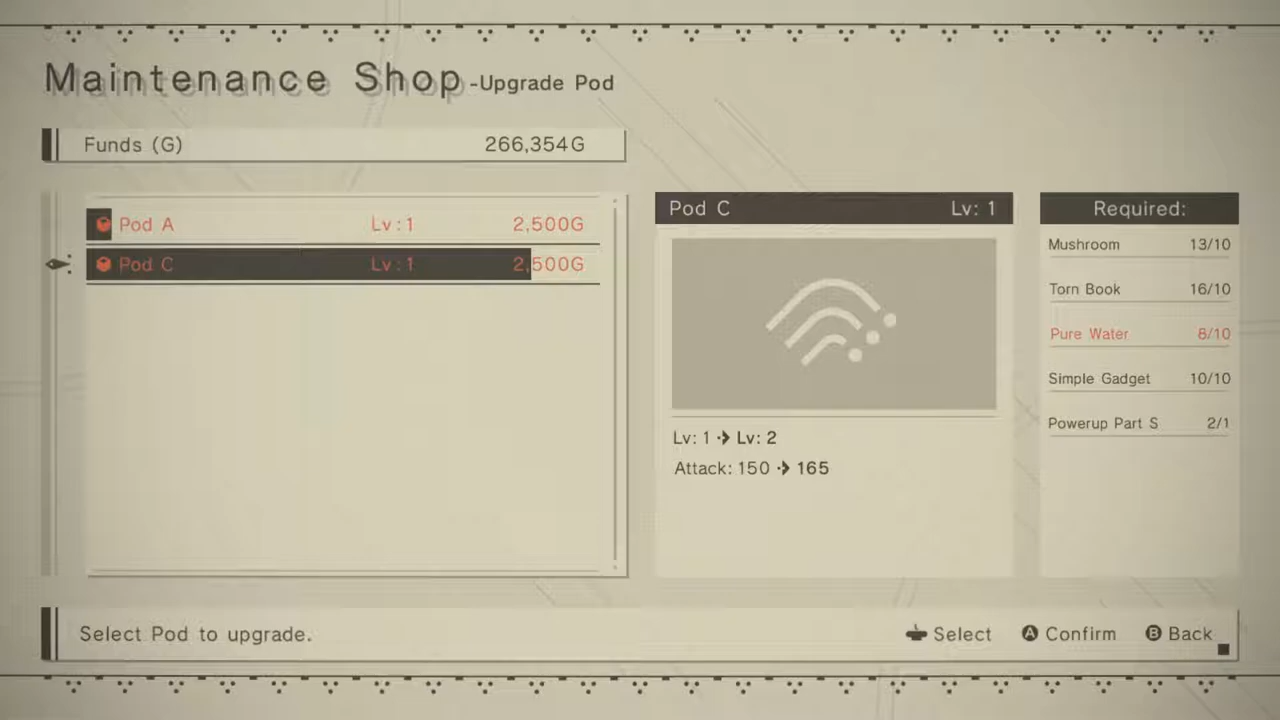 Maintenance Shop -Upgrade Pod
Funds (G) 266,354G
Pod A Lv: 1 2,500G
Pod C Lv: 1 2,500G
Pod C Lv: 1
Lv: 1 Lv: 2
Attack: 150 165
Required:
Mushroom 13/10
Torn Book 16/10
Pure Water 8/10
Simple Gadget 10/10
Powerup Part S 2/1
Select Pod to upgrade.
Select A Confirm B Back